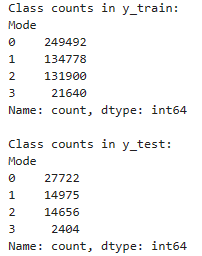 Class counts in y_train:
Mode
0    249492
1    134778
2    131900
3     21640
Name: count, dtype: int64

Class counts in y_test:
Mode
0    27722
1    14975
2    14656
3     2404
Name: count, dtype: int64